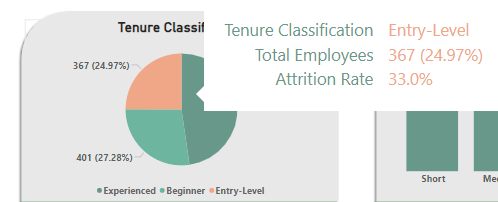 Tenure Classif
367 (24.97%)
401 (27.28%)
Experienced Beginner Entry-Level
Tenure Classification Entry-Level
Total Employees 367 (24.97%)
Attrition Rate 33.0%
Short Me